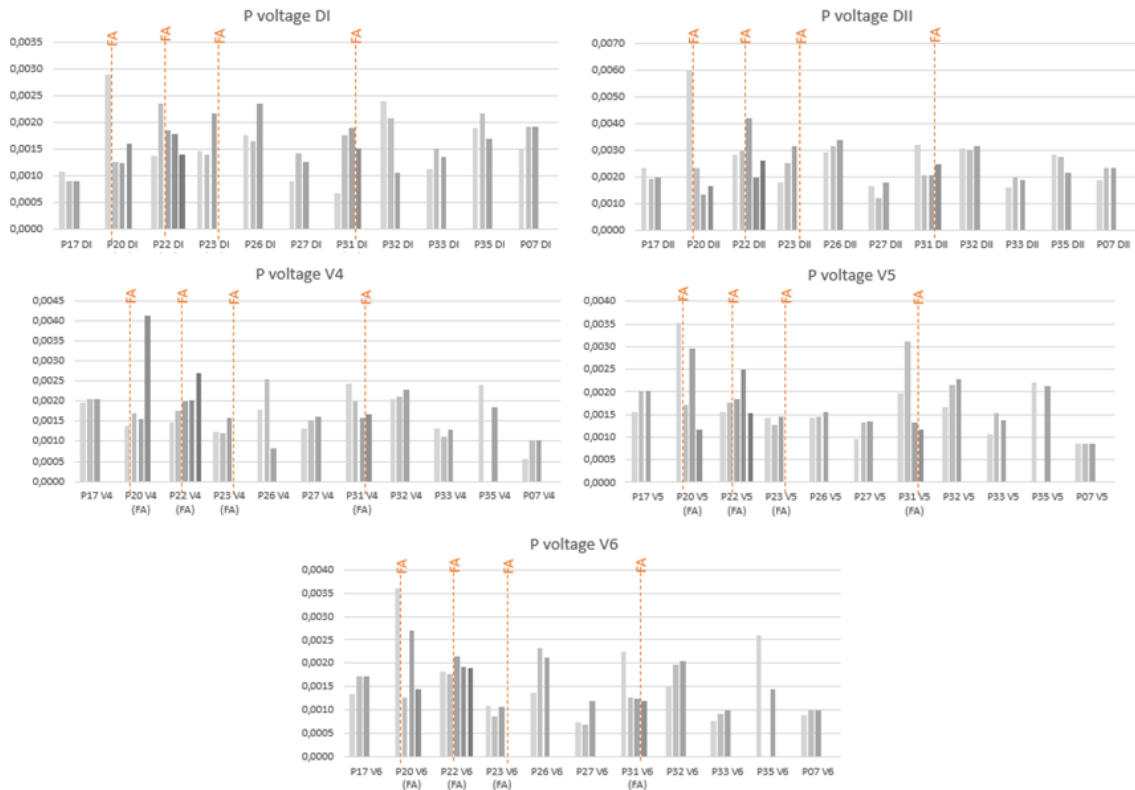 P voltage DI
FA FA FA FA
0,0035
0,0030
0,0025
0,0020
0,0015
0,0010
0,0005
0,0000
P17 DI P20 DI P22 DI P23 DI P26 DI P27 DI P31 DI P32 DI P33 DI P35 DI P07 DI
P voltage DII
FA FA FA FA
0,0070
0,0060
0,0050
0,0040
0,0030
0,0020
0,0010
0,0000
P17 DII P20 DII P22 DII P23 DII P26 DII P27 DII P31 DII P32 DII P33 DII P35 DII P07 DII
P voltage V4
FA FA FA FA
0,0045
0,0040
0,0035
0,0030
0,0025
0,0020
0,0015
0,0010
0,0005
0,0000
P17 V4 P20 V4 P22 V4 P23 V4 P26 V4 P27 V4 P31 V4 P32 V4 P33 V4 P35 V4 P07 V4
(FA) (FA) (FA) (FA)
P voltage V5
FA FA FA FA
0,0040
0,0035
0,0030
0,0025
0,0020
0,0015
0,0010
0,0005
0,0000
P17 V5 P20 V5 P22 V5 P23 V5 P26 V5 P27 V5 P31 V5 P32 V5 P33 V5 P35 V5 P07 V5
(FA) (FA) (FA) (FA)
P voltage V6
FA FA FA FA
0,0040
0,0035
0,0030
0,0025
0,0020
0,0015
0,0010
0,0005
0,0000
P17 V6 P20 V6 P22 V6 P23 V6 P26 V6 P27 V6 P31 V6 P32 V6 P33 V6 P35 V6 P07 V6
(FA) (FA) (FA) (FA)